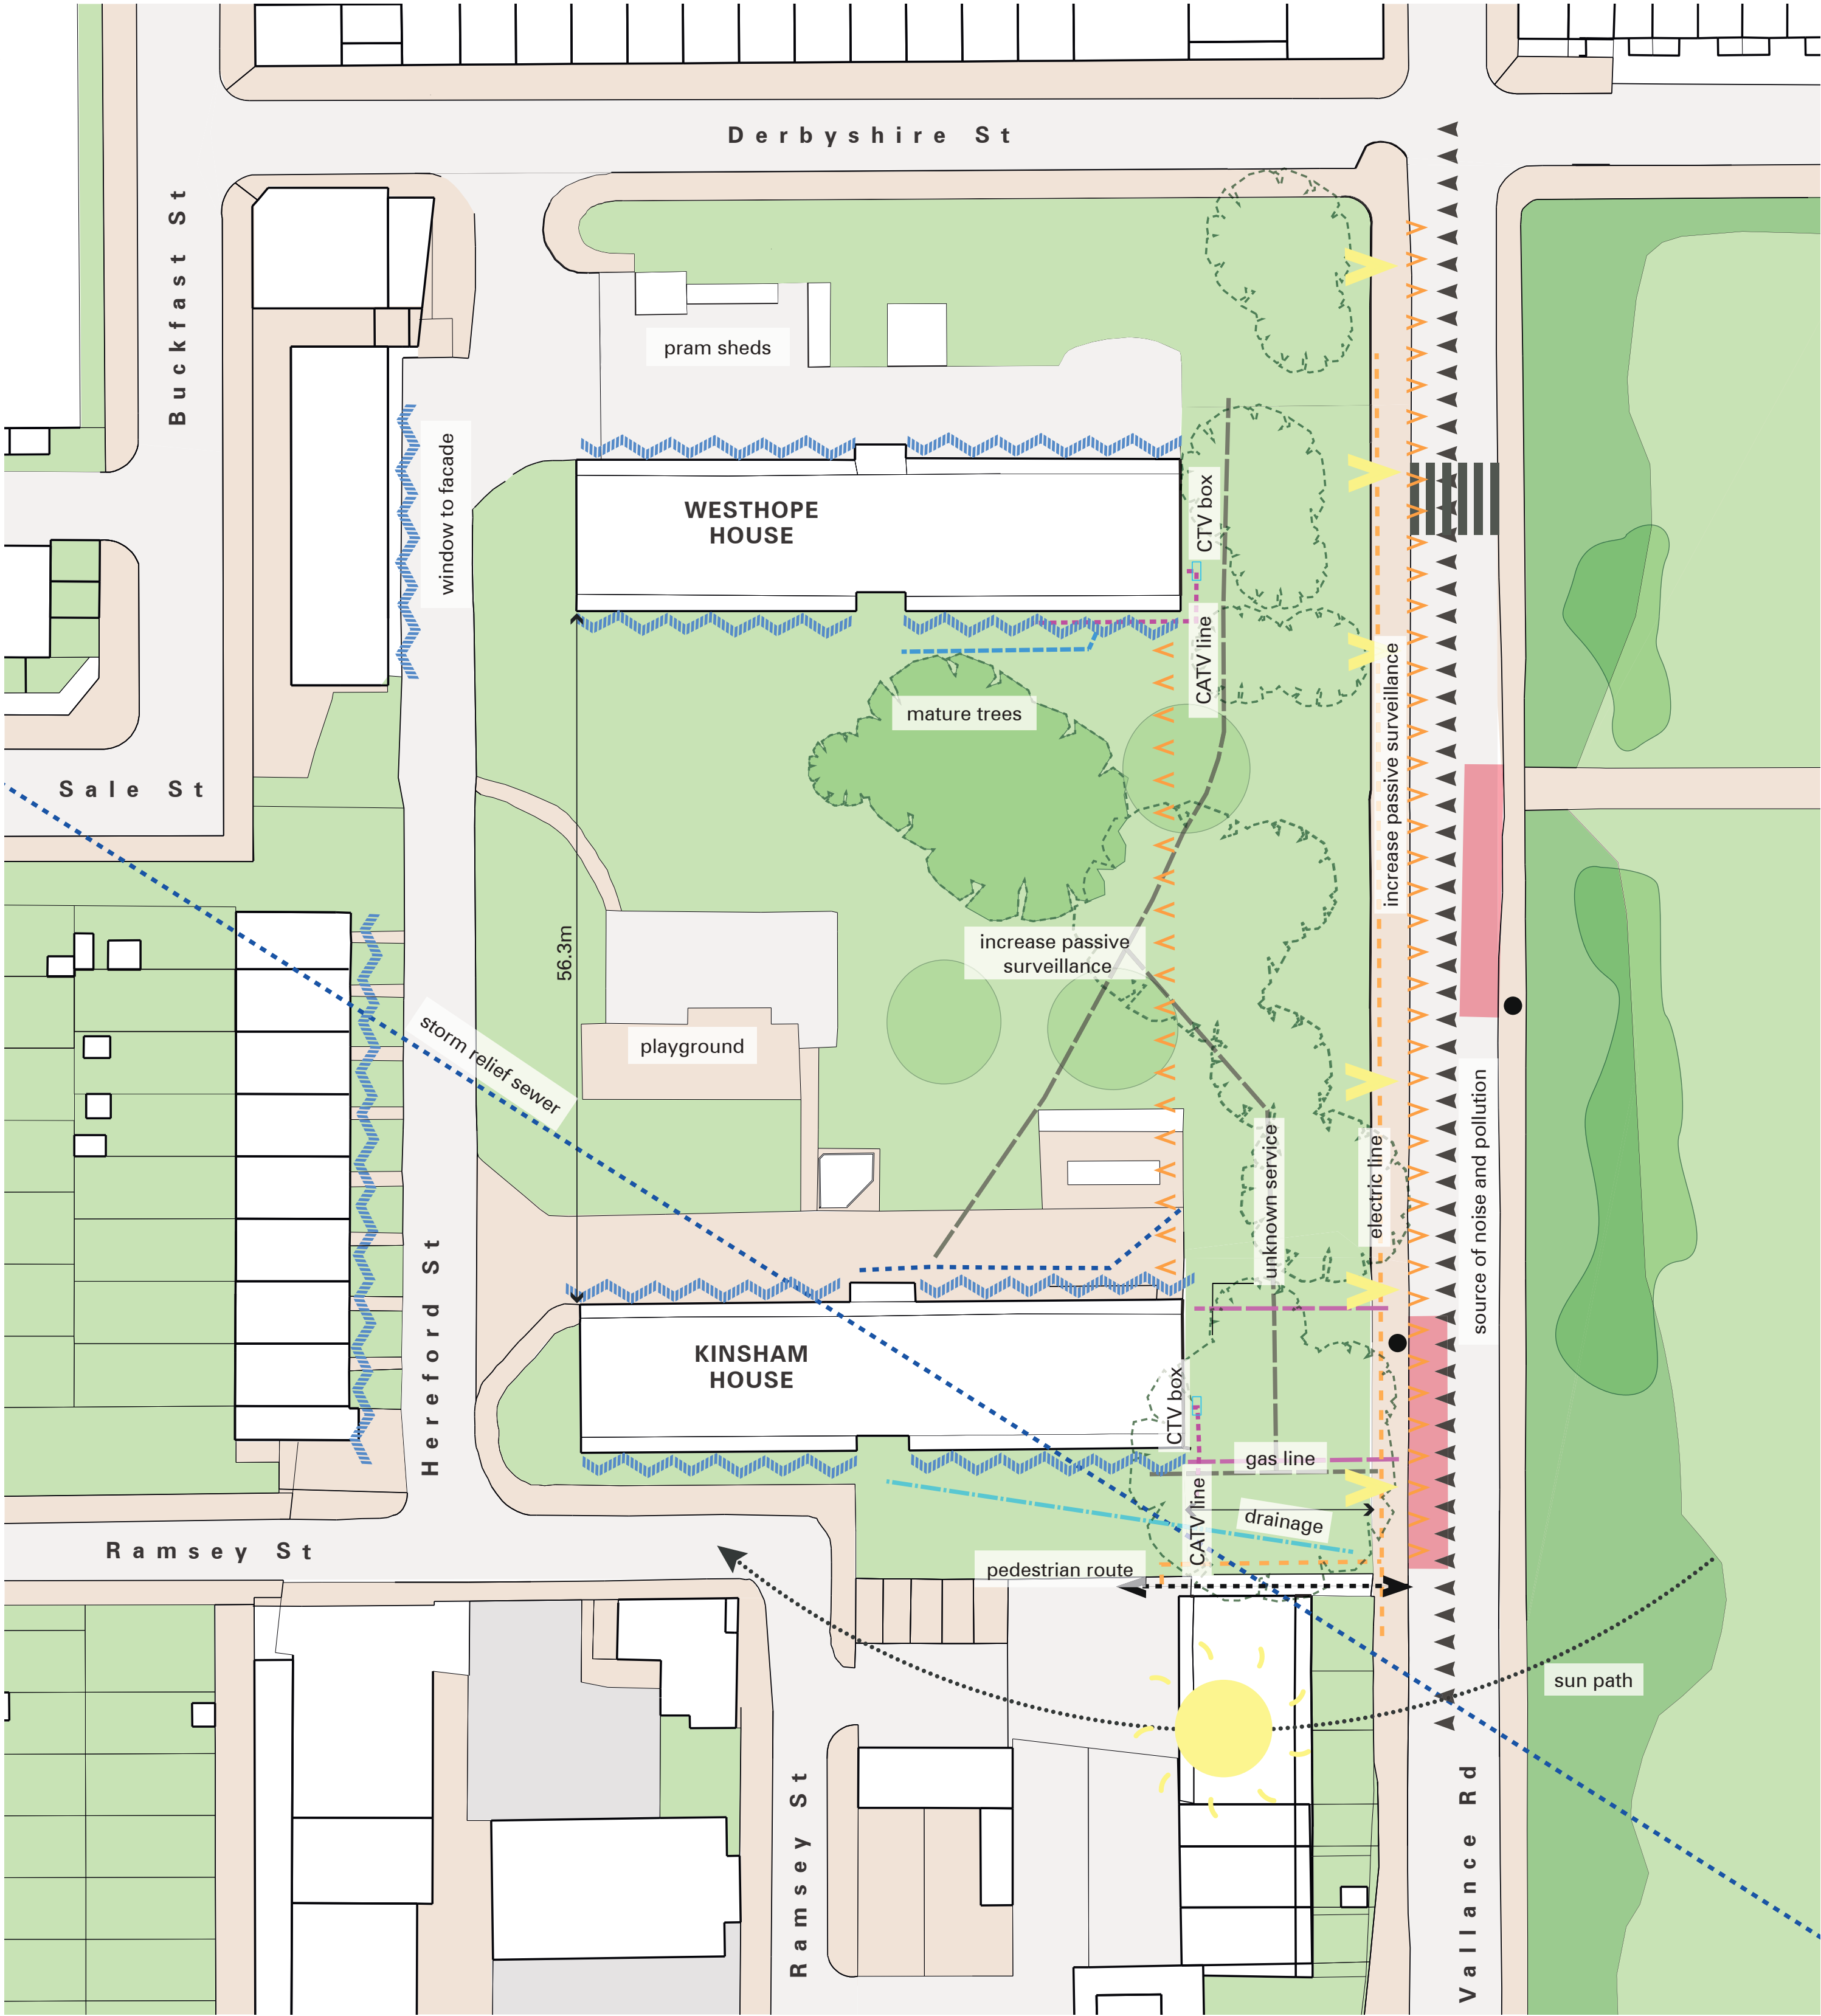 Derbyshire St
Buckfast St
pram sheds
window to facade
WESTHOPE
HOUSE
CTV box
CATV line
mature trees
increase passive surveillance
Sale St
56.3m
increase passive
surveillance
storm relief sewer
playground
unknown service
electric line
source of noise and pollution
Hereford St
KINSHAM
HOUSE
CTV box
gas line
CATV line
drainage
Ramsey St
pedestrian route
sun path
Ramsey St
Vallance Rd